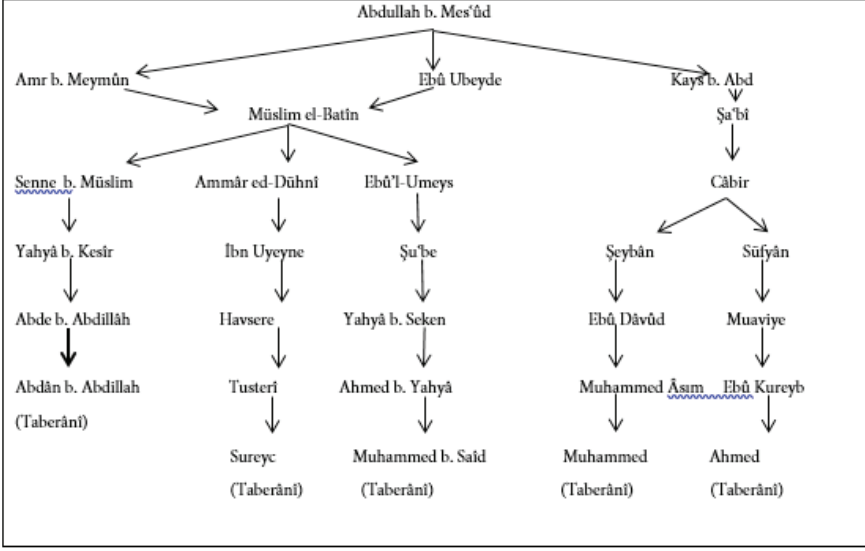 Abdullah b. Mes‘ûd
Amr b. Meymûn Ebû Ubeyde Kays b. Abd
Müslim el-Batîn Şa‘bî
Senne b. Müslim Ammâr ed-Dühnî Ebû’l-Umeys Câbir
Yahyâ b. Kesîr İbn Uyeyne Şu‘be Şeybân Süfyân
Abde b. Abdillâh Havsere Yahyâ b. Seken Ebû Dâvûd Muaviye
Abdân b. Abdillah Tusterî Ahmed b. Yahyâ Muhammed Âsım Ebû Kureyb
(Taberânî)
Sureyc Muhammed b. Saîd Muhammed Ahmed
(Taberânî) (Taberânî) (Taberânî) (Taberânî)